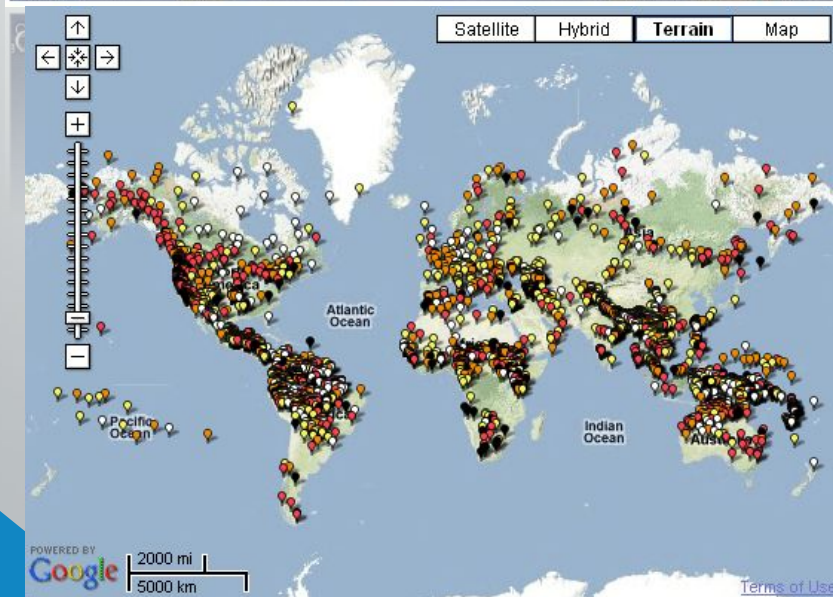 Satellite
Hybrid
Terrain
Map
Asia
Atlantic
Ocean
Pacific
Ocean
Indian
Ocean
POWERED BY
Google
2000 mi
5000 km
Terms of Use